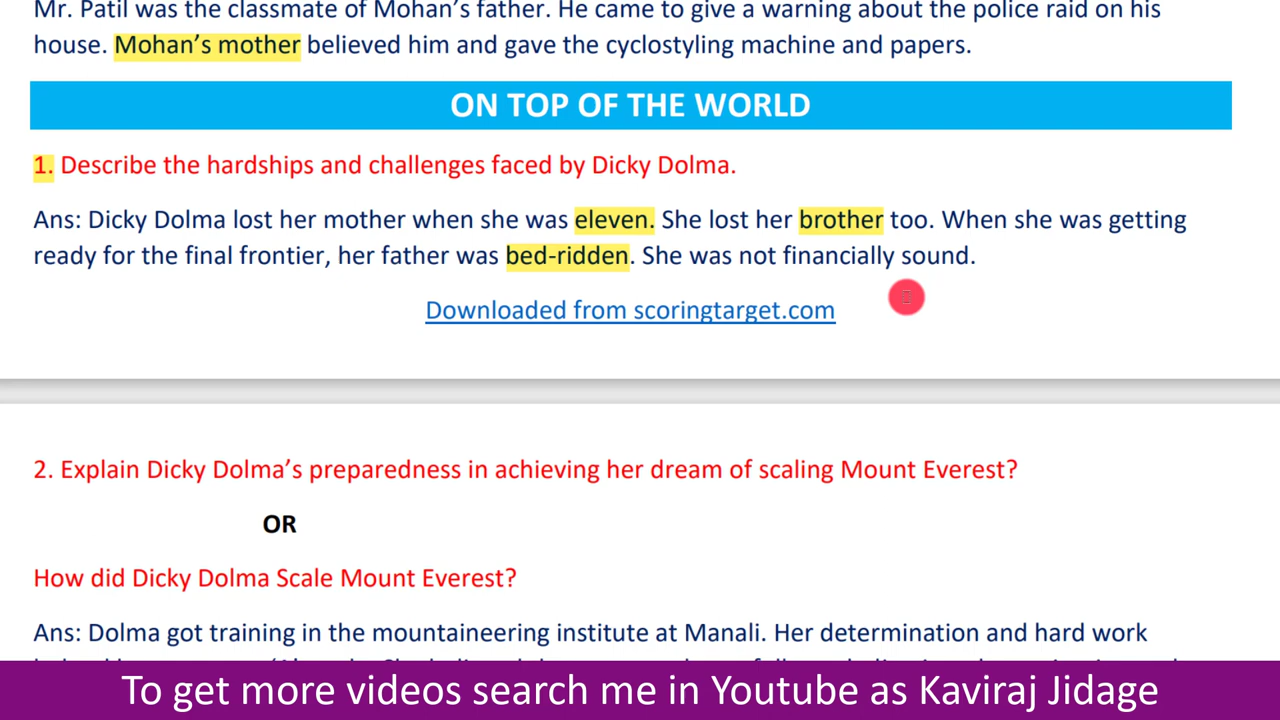 Mr. Patil was the classmate of Mohan's father. He came to give a warning about the police raid on his
house. Mohan's mother believed him and gave the cyclostyling machine and papers.
ON TOP OF THE WORLD
1. Describe the hardships and challenges faced by Dicky Dolma.
Ans: Dicky Dolma lost her mother when she was eleven. She lost her brother too. When she was getting
ready for the final frontier, her father was bed-ridden. She was not financially sound.
Downloaded from scoringtarget.com
2. Explain Dicky Dolma's preparedness in achieving her dream of scaling Mount Everest?
OR
How did Dicky Dolma Scale Mount Everest?
Ans: Dolma got training in the mountaineering institute at Manali. Her determination and hard work
To get more videos search me in Youtube as Kaviraj Jidage